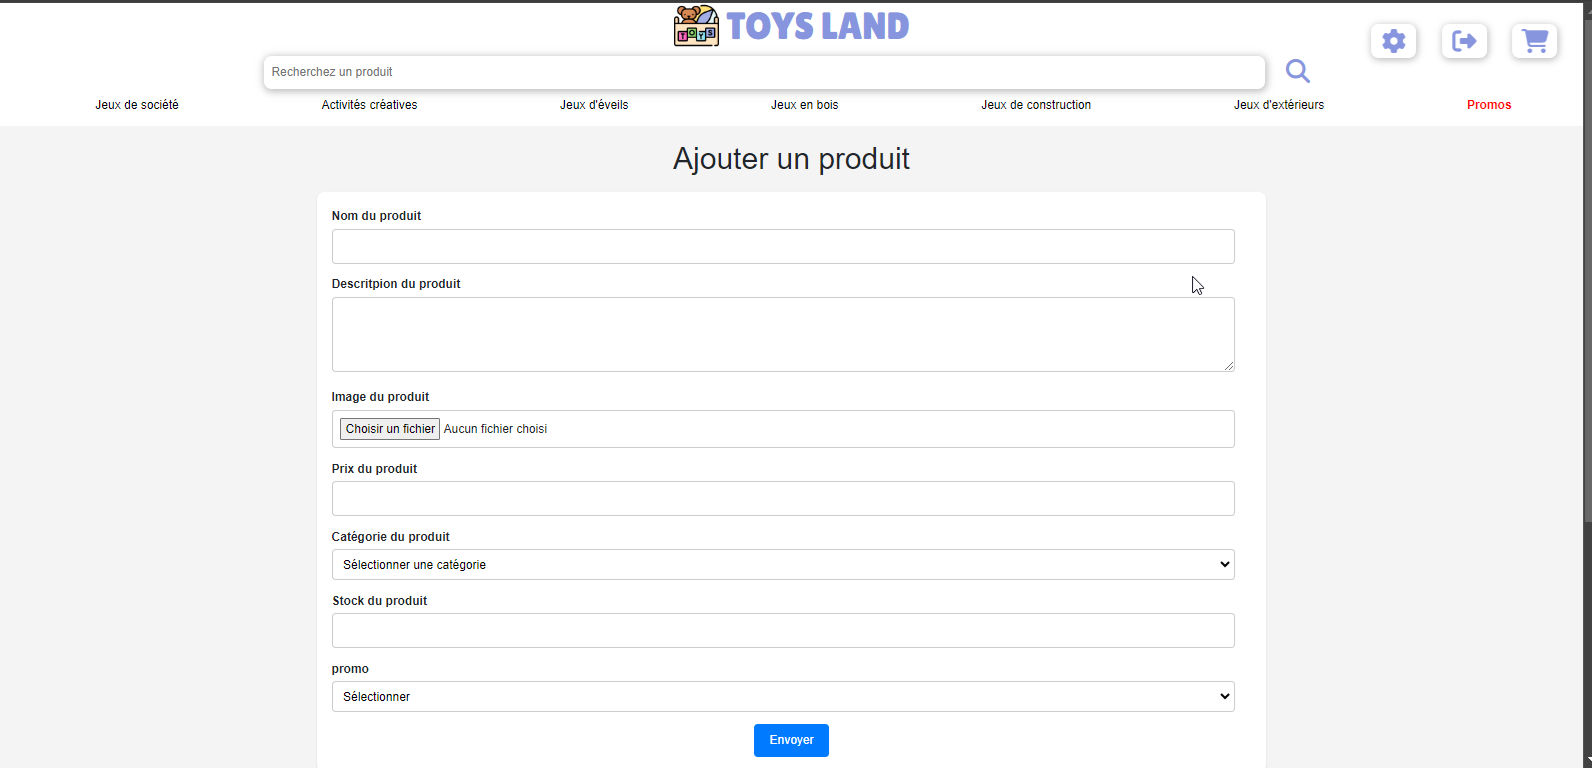 TOYS
TOYS LAND
Recherchez un produit
Jeux de société Activités créatives Jeux d'éveils Jeux en bois Jeux de construction Jeux d'extérieurs Promos
Ajouter un produit
Nom du produit
Descritpion du produit
Image du produit
Choisir un fichier Aucun fichier choisi
Prix du produit
Catégorie du produit
Sélectionner une catégorie
Stock du produit
promo
Sélectionner
Envoyer